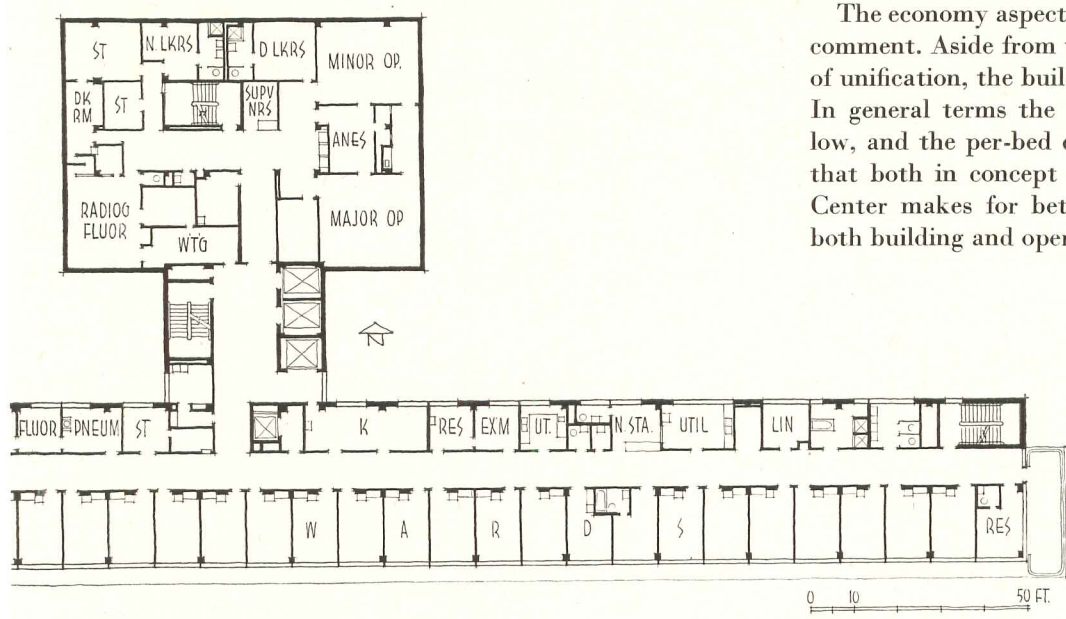 The economy aspect
comment. Aside from
of unification, the buil
In general terms the
low, and the per-bed
that both in concept
Center makes for bet
both building and oper
ST
N. LKRS
D LKRS
MINOR OP.
DK
RM
ST
SUPV
NRS
ANES
RADIOG
FLUOR
WTG
MAJOR OP
N
FLUOR
PNEUM
ST
K
RES
EXM
UT.
N. STA.
UTIL
LIN
W A R D S
RES
0 10 50 FT.